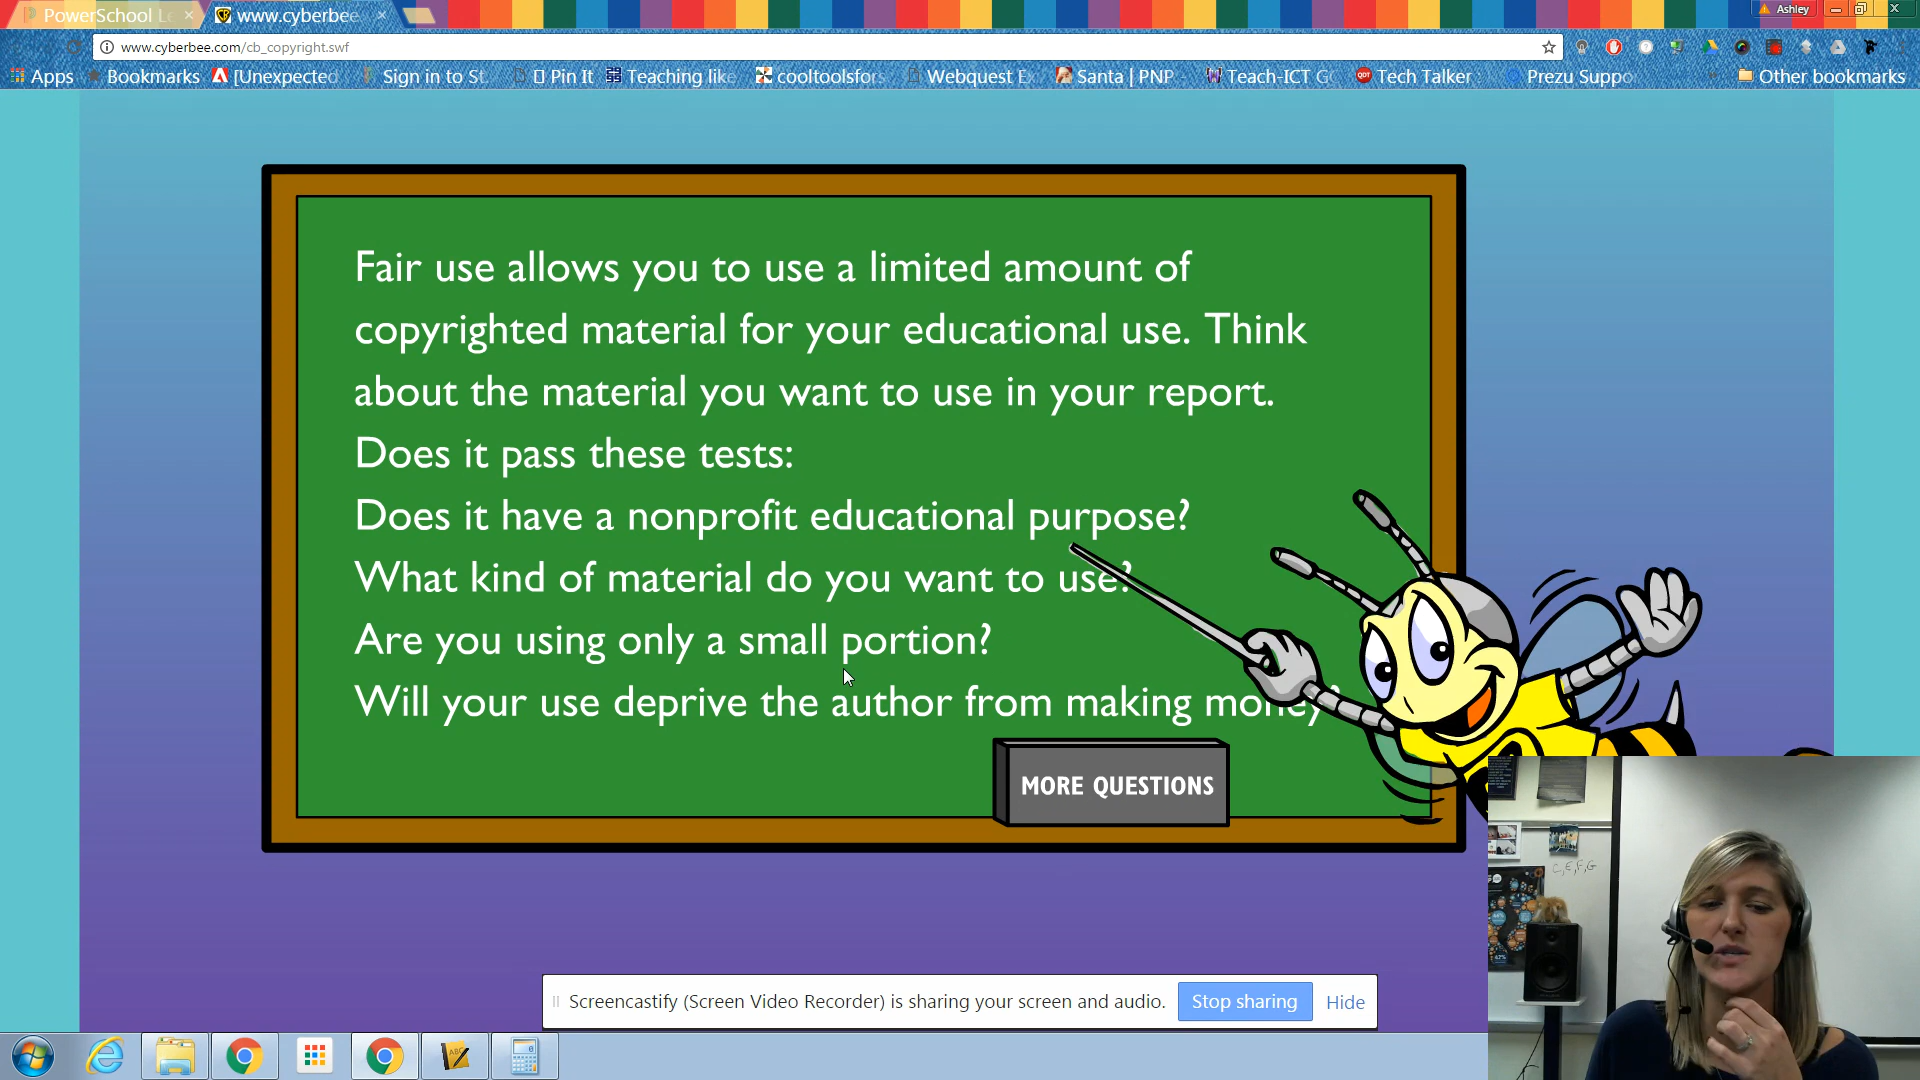 PowerSchool Le
www.cyberbee
Ashley
www.cyberbee.com/cb_copyright.swf
Apps
Bookmarks
[Unexpected
Sign in to St
Pin It
Teaching like
cooltoolsfors
Webquest E
Santa | PNP
Teach-ICT G
Tech Talker
Prezu Suppo
Other bookmarks
Fair use allows you to use a limited amount of
copyrighted material for your educational use. Think
about the material you want to use in your report.
Does it pass these tests:
Does it have a nonprofit educational purpose?
What kind of material do you want to use?
Are you using only a small portion?
Will your use deprive the author from making money?
MORE QUESTIONS
C, E, F, G
Screencastify (Screen Video Recorder) is sharing your screen and audio.
Stop sharing
Hide